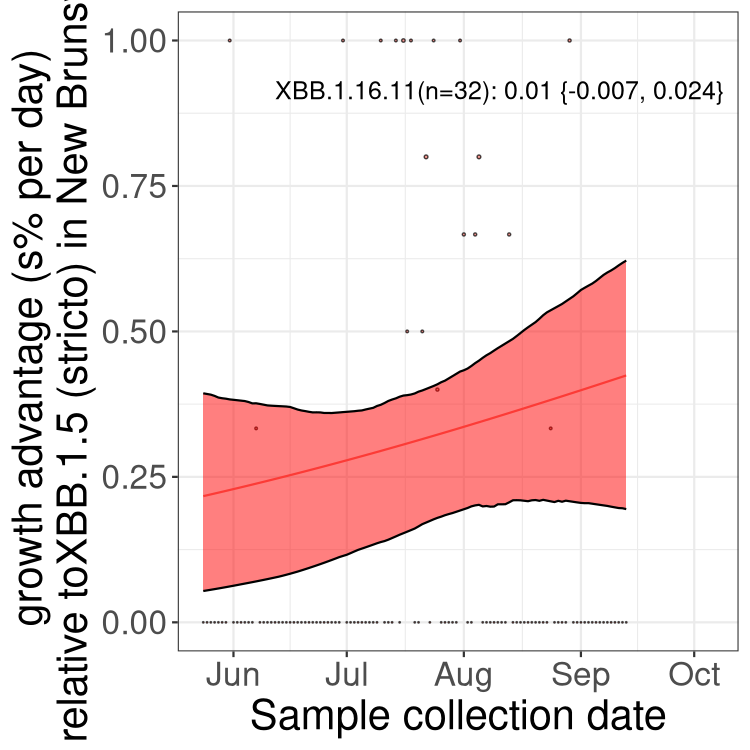 growth advantage (s% per day)
relative toXBB.1.5 (stricto) in New
1.00
0.75
0.50
0.25
0.00
XBB.1.16.11(n=32): 0.01 {-0.007, 0.024}
Jun Jul Aug Sep Oct
Sample collection date